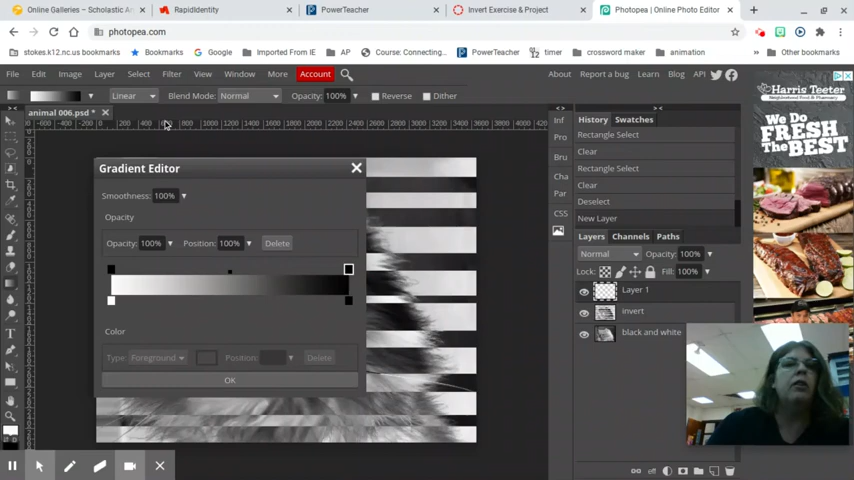 Online Galleries – Scholastic Ar
RapidIdentity
PowerTeacher
Invert Exercise & Project
Photopea | Online Photo Editor
photopea.com
stokes.k12.nc.us bookmarks
Bookmarks
Google
Imported From IE
AP
Course: Connecting...
PowerTeacher
timer
crossword maker
animation
Other bookmarks
File Edit Image Layer Select Filter View Window More Account
About Report a bug Learn Blog API
Linear
Blend Mode: Normal
Opacity: 100%
Reverse
Dither
animal 006.psd *
Gradient Editor
Smoothness: 100%
Opacity
Opacity: 100% Position: 100% Delete
Color
Type: Foreground Position: Delete
OK
Inf
Pro
Bru
Cha
Par
CSS
History Swatches
Rectangle Select
Clear
Rectangle Select
Clear
Deselect
New Layer
Layers Channels Paths
Normal Opacity: 100%
Lock: Fill: 100%
Layer 1
invert
black and white
Harris
Teeter
WE DO
FRESH
THE BEST